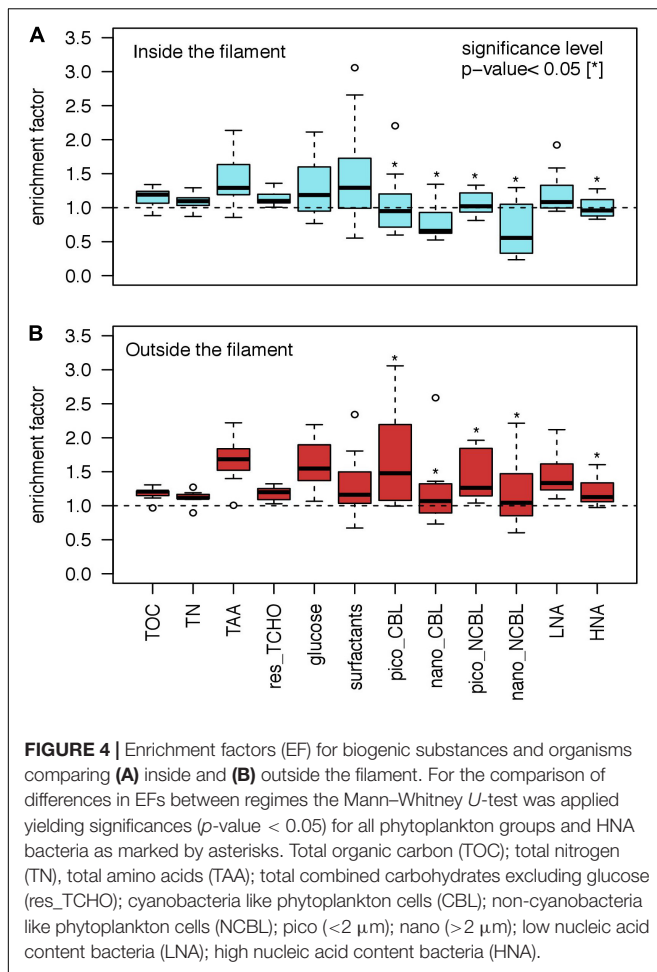 A
Inside the filament
significance level
p−value< 0.05 [*]
enrichment factor
3.5
3.0
2.5
2.0
1.5
1.0
0.5
0.0
* * * * *
B
Outside the filament
enrichment factor
3.5
3.0
2.5
2.0
1.5
1.0
0.5
0.0
* * * * *
TOC
TN
TAA
res_TCHO
glucose
surfactants
pico_CBL
nano_CBL
pico_NCBL
nano_NCBL
LNA
HNA
FIGURE 4 | Enrichment factors (EF) for biogenic substances and organisms
comparing (A) inside and (B) outside the filament. For the comparison of
differences in EFs between regimes the Mann–Whitney U-test was applied
yielding significances (p-value < 0.05) for all phytoplankton groups and HNA
bacteria as marked by asterisks. Total organic carbon (TOC); total nitrogen
(TN), total amino acids (TAA); total combined carbohydrates excluding glucose
(res_TCHO); cyanobacteria like phytoplankton cells (CBL); non-cyanobacteria
like phytoplankton cells (NCBL); pico (<2 μm); nano (>2 μm); low nucleic acid
content bacteria (LNA); high nucleic acid content bacteria (HNA).